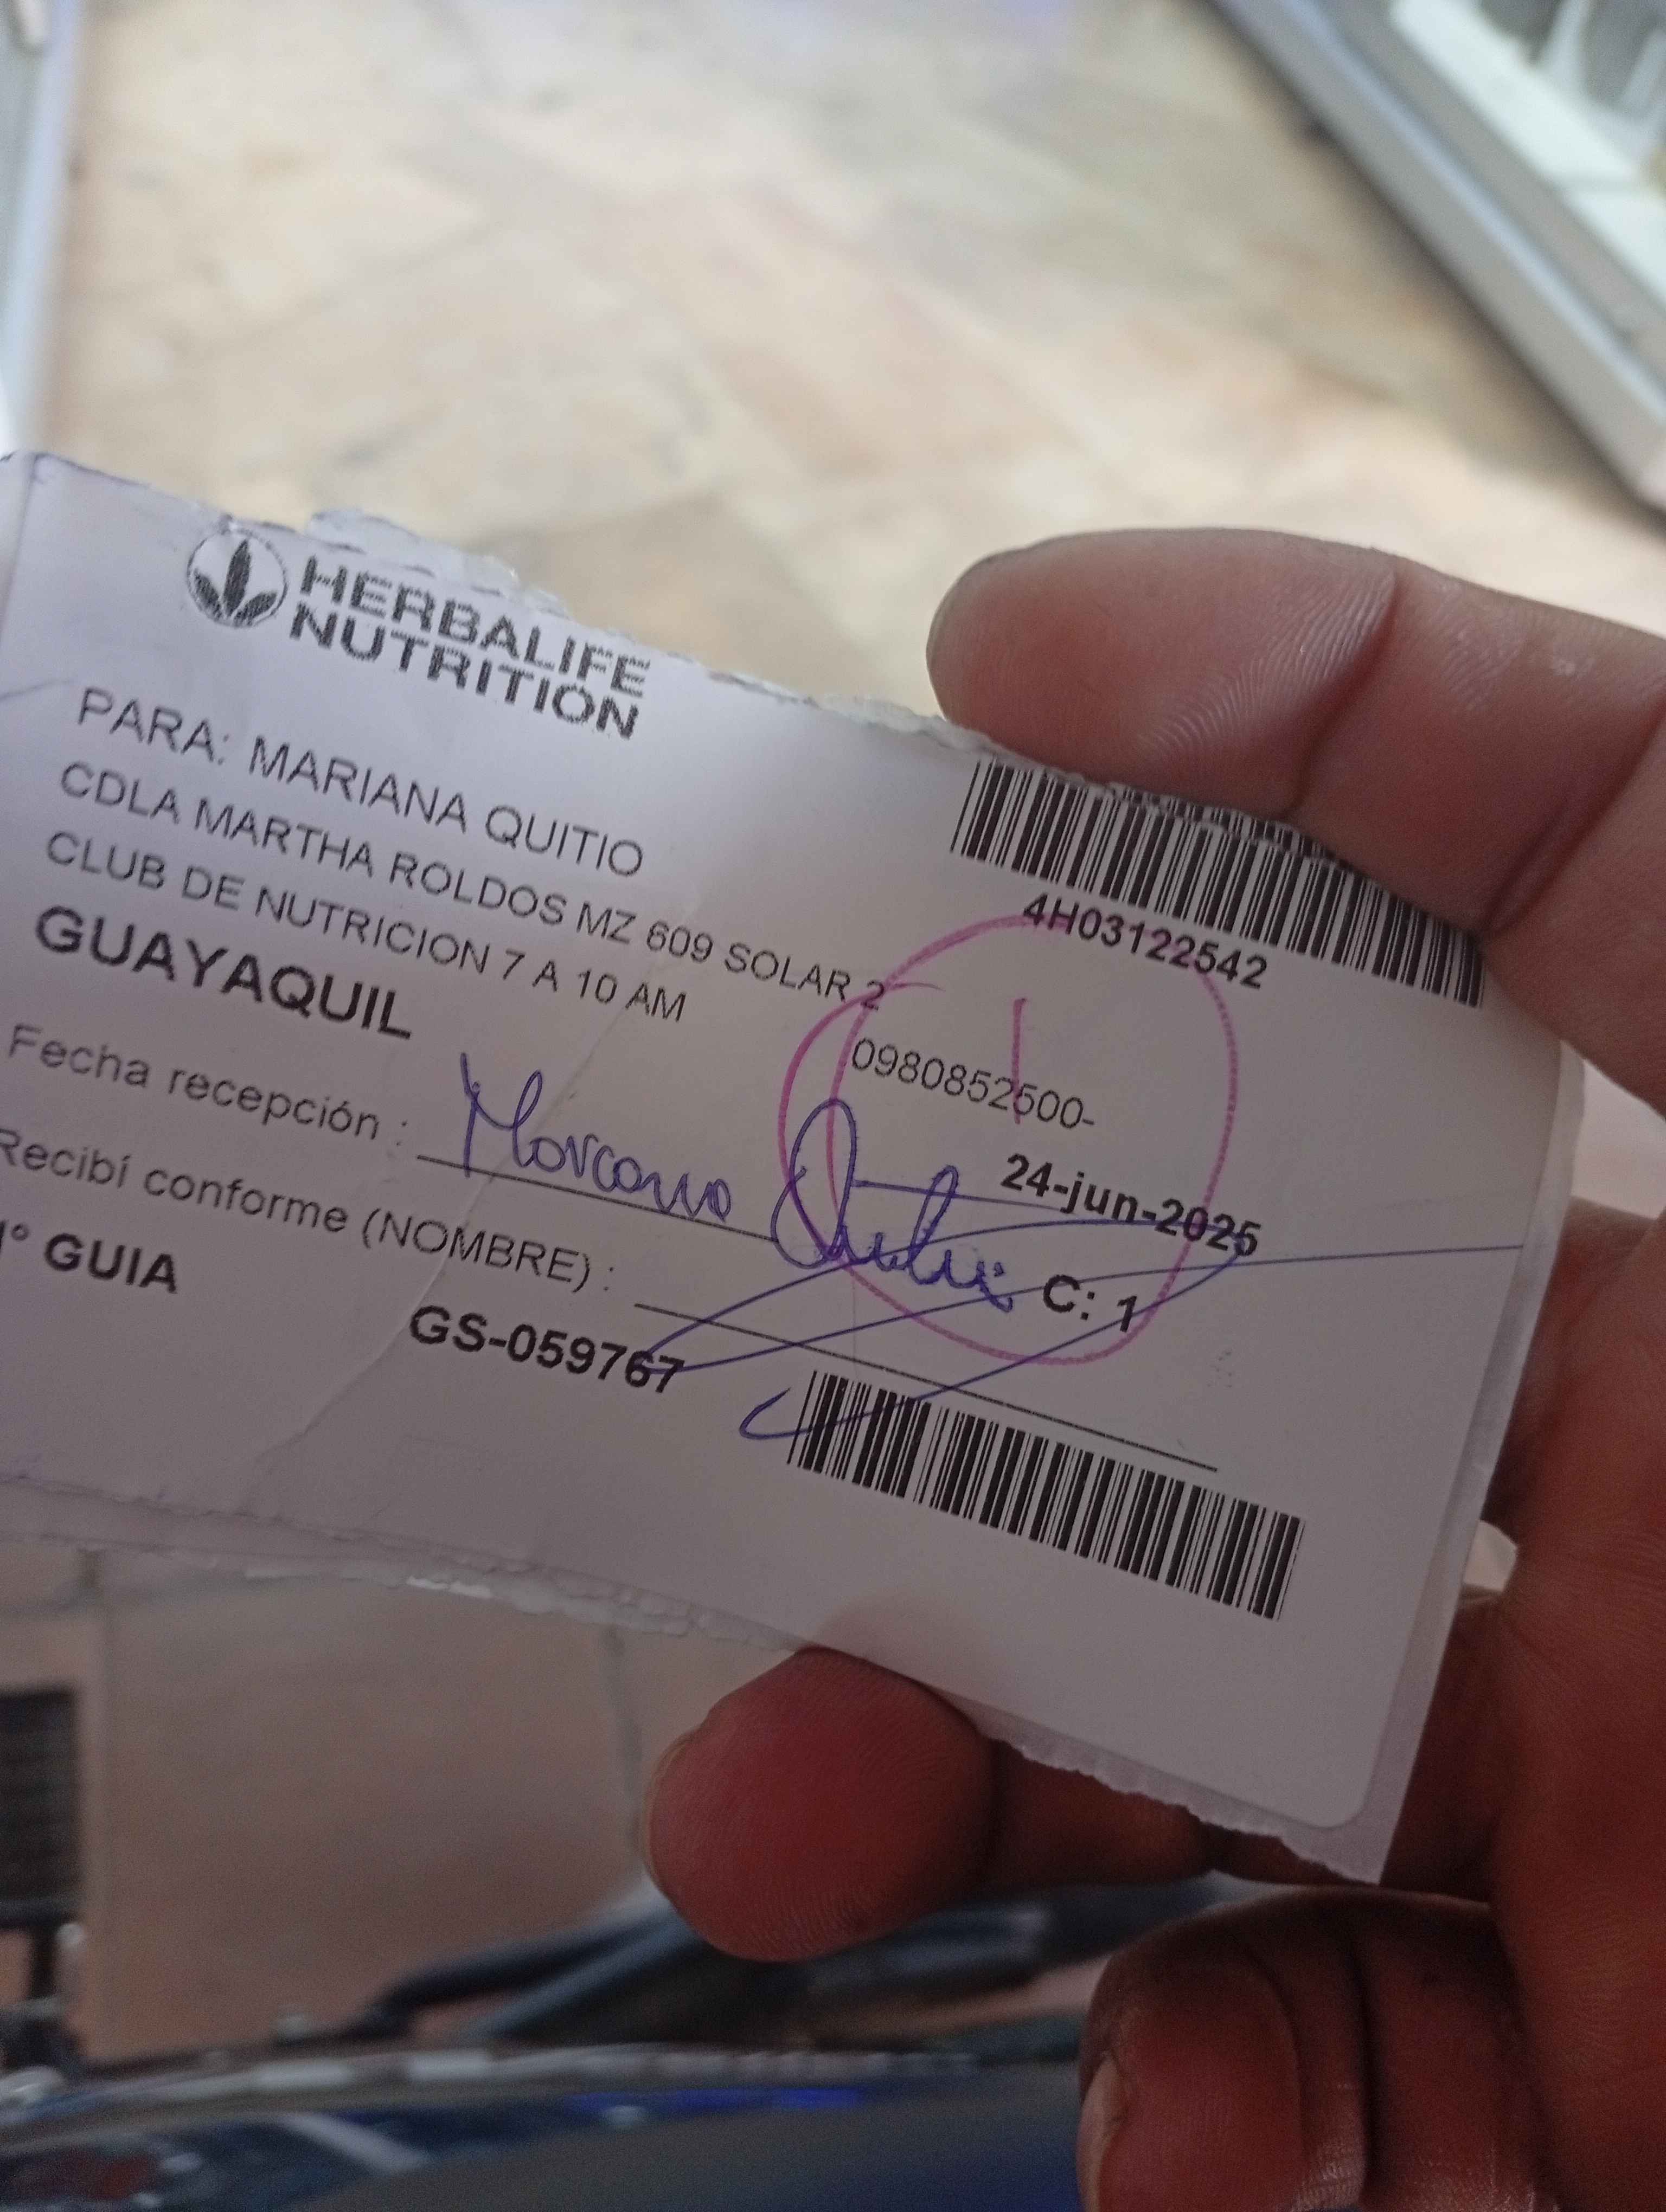 HERBALIFE
NUTRITION
PARA: MARIANA QUITIO
CDLA MARTHA ROLDOS MZ 609 SOLAR 2
CLUB DE NUTRICION 7 A 10 AM
GUAYAQUIL
4H03122542
0980852500-
24-jun-2025
Fecha recepción :
Recibí conforme (NOMBRE) :
C: 1
° GUIA
GS-059767